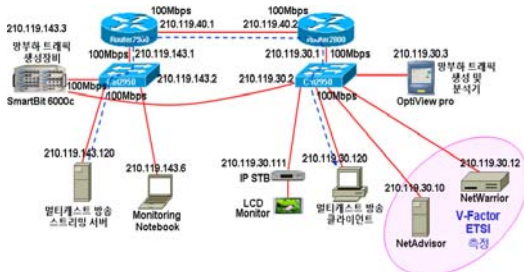 100Mbps
210.119.40.1
210.119.40.2
100Mbps
210.119.143.3
망부하 트래픽
생성장비
100Mbps
210.119.143.1
210.119.30.1
100Mbps
210.119.30.3
100Mbps
SmartBit 6000c
210.119.143.2
210.119.30.2
100Mbps
100Mbps
100Mbps
망부하 트래픽
생성 및
분석기
OptiView pro
210.119.143.120
210.119.143.6
210.119.30.111
210.119.30.120
210.119.30.12
IP STB
210.119.30.10
NetWarrior
LCD
Monitor
멀티캐스트 방송
스트리밍 서버
Monitoring
Notebook
멀티캐스트 방송
클라이언트
NetAdvisor
V-Factor
ETSI
측정